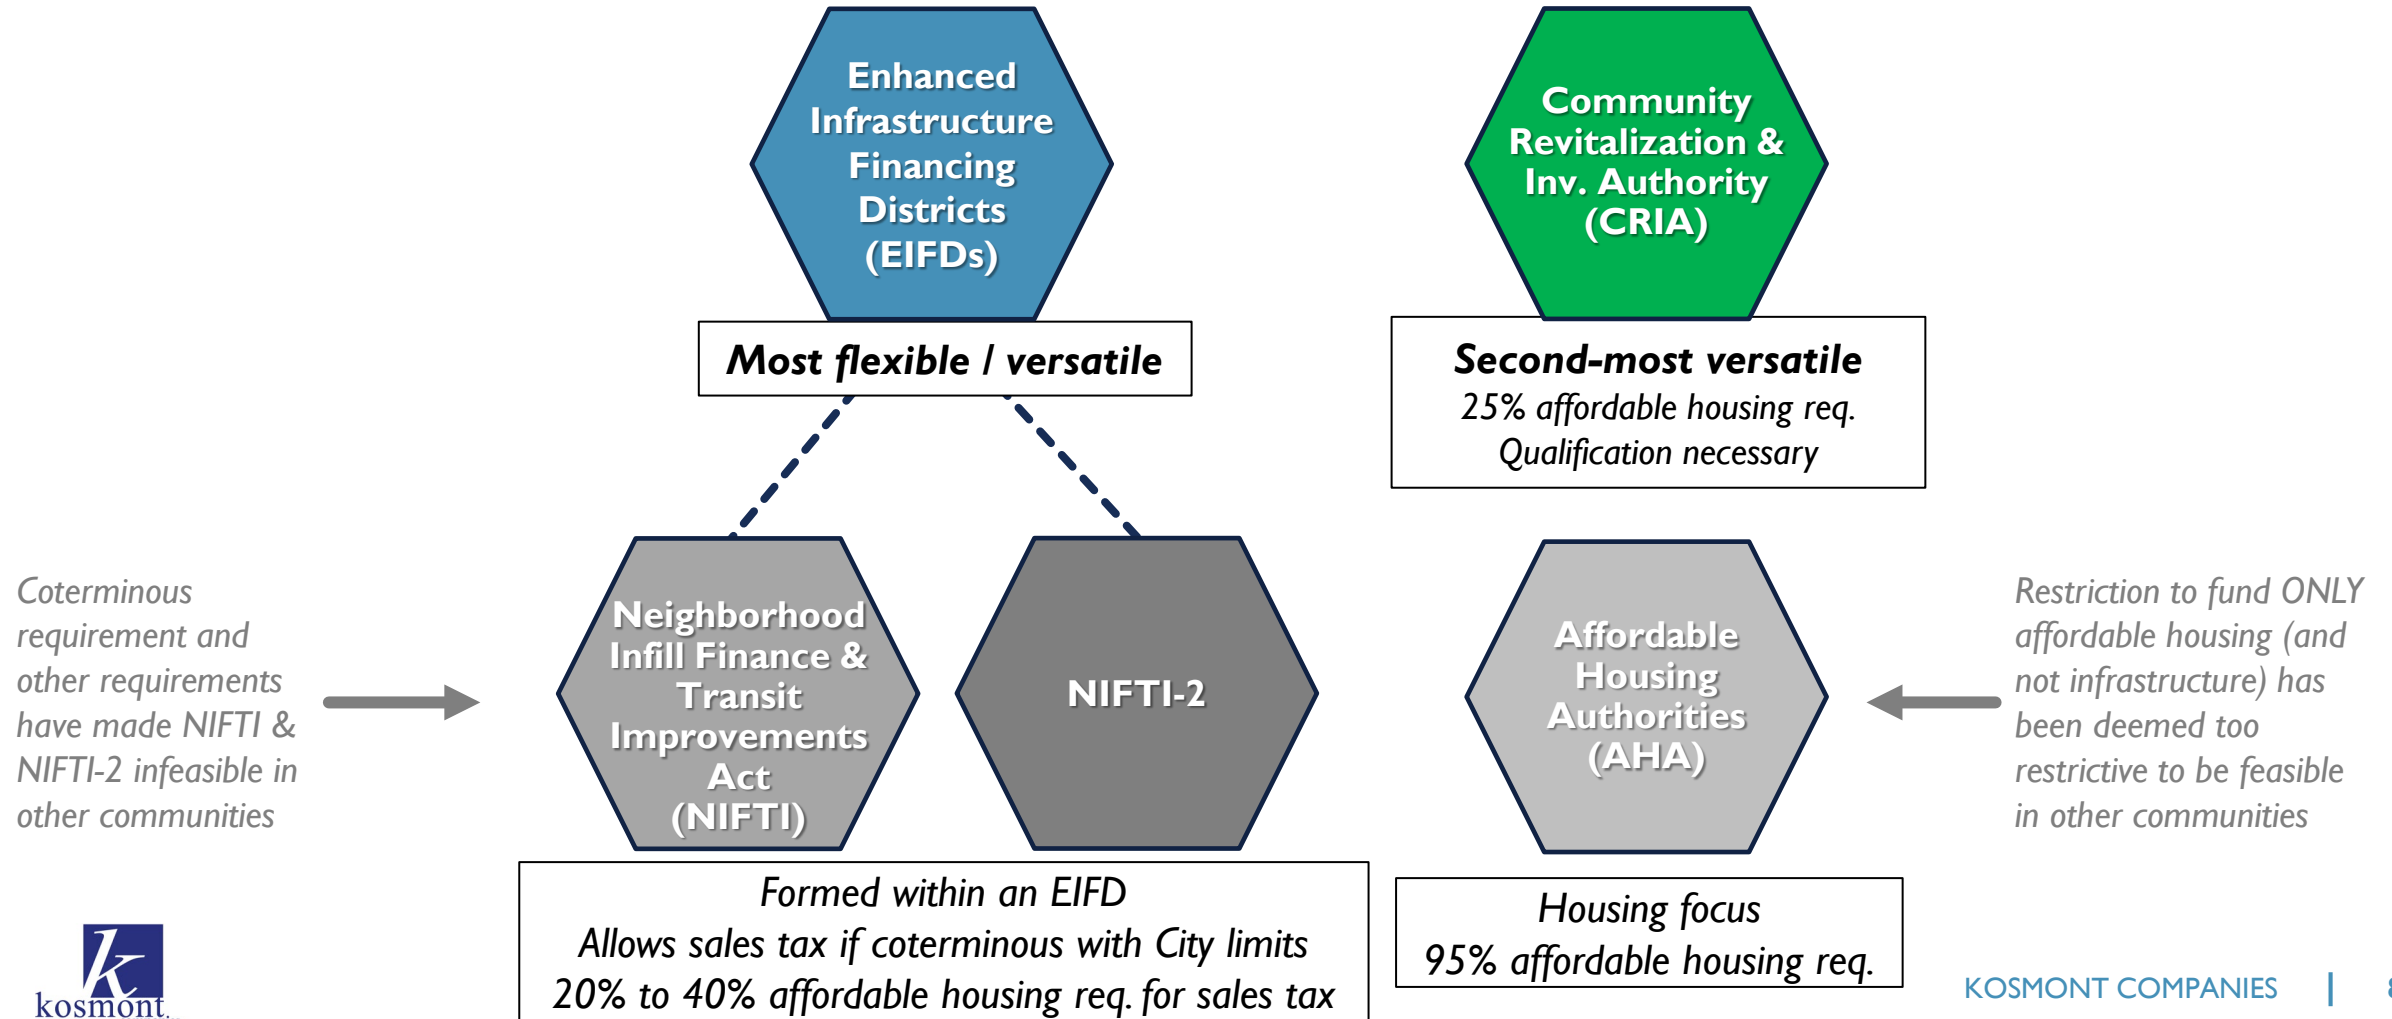 Enhanced
Infrastructure
Financing
Districts
(EIFDs)
Most flexible / versatile
Community
Revitalization &
Inv. Authority
(CRIA)
Second-most versatile
25% affordable housing req.
Qualification necessary
Coterminous
requirement and
other requirements
have made NIFTI &
NIFTI-2 infeasible in
other communities
Neighborhood
Infill Finance &
Transit
Improvements
Act
(NIFTI)
NIFTI-2
Formed within an EIFD
Allows sales tax if coterminous with City limits
20% to 40% affordable housing req. for sales tax
Affordable
Housing
Authorities
(AHA)
Housing focus
95% affordable housing req.
Restriction to fund ONLY
affordable housing (and
not infrastructure) has
been deemed too
restrictive to be feasible
in other communities
k
kosmont
KOSMONT COMPANIES |